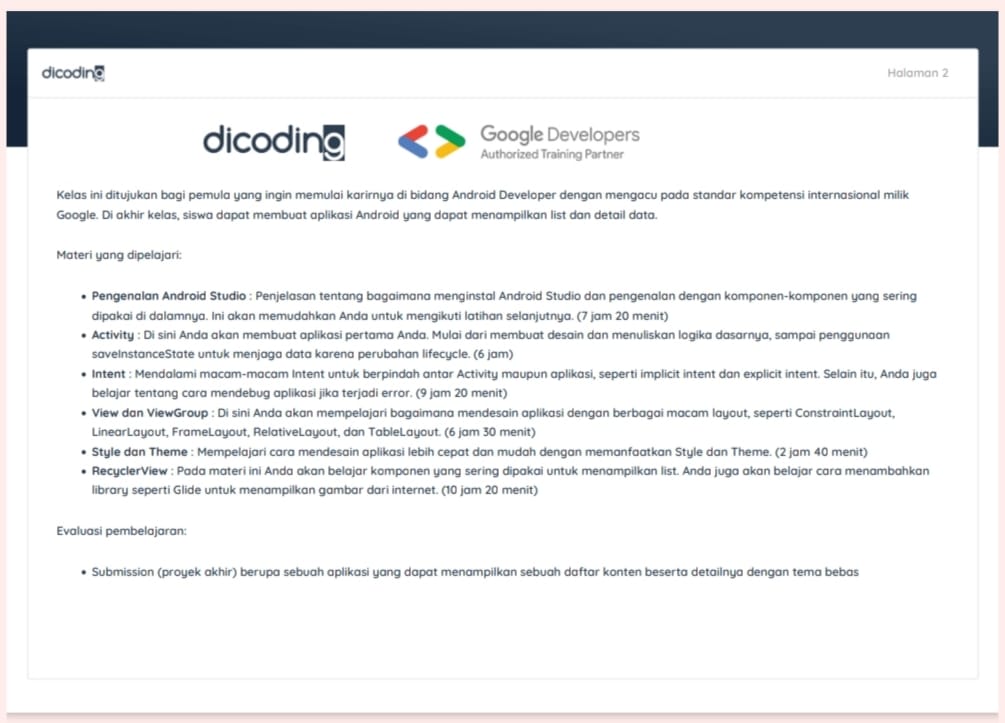 dicoding
Halaman 2
dicoding
Google Developers
Authorized Training Partner
Kelas ini ditujukan bagi pemula yang ingin memulai karirnya di bidang Android Developer dengan mengacu pada standar kompetensi internasional milik
Google. Di akhir kelas, siswa dapat membuat aplikasi Android yang dapat menampilkan list dan detail data.
Materi yang dipelajari:
• Pengenalan Android Studio : Penjelasan tentang bagaimana menginstal Android Studio dan pengenalan dengan komponen-komponen yang sering
dipakai di dalamnya. Ini akan memudahkan Anda untuk mengikuti latihan selanjutnya. (7 jam 20 menit)
• Activity : Di sini Anda akan membuat aplikasi pertama Anda. Mulai dari membuat desain dan menuliskan logika dasarnya, sampai penggunaan
saveInstanceState untuk menjaga data karena perubahan lifecycle. (6 jam)
• Intent : Mendalami macam-macam Intent untuk berpindah antar Activity maupun aplikasi, seperti implicit intent dan explicit intent. Selain itu, Anda juga
belajar tentang cara mendebug aplikasi jika terjadi error. (9 jam 20 menit)
• View dan ViewGroup : Di sini Anda akan mempelajari bagaimana mendesain aplikasi dengan berbagai macam layout, seperti ConstraintLayout,
LinearLayout, FrameLayout, RelativeLayout, dan TableLayout. (6 jam 30 menit)
• Style dan Theme : Mempelajari cara mendesain aplikasi lebih cepat dan mudah dengan memanfaatkan Style dan Theme. (2 jam 40 menit)
• RecyclerView : Pada materi ini Anda akan belajar komponen yang sering dipakai untuk menampilkan list. Anda juga akan belajar cara menambahkan
library seperti Glide untuk menampilkan gambar dari internet. (10 jam 20 menit)
Evaluasi pembelajaran:
• Submission (proyek akhir) berupa sebuah aplikasi yang dapat menampilkan sebuah daftar konten beserta detailnya dengan tema bebas